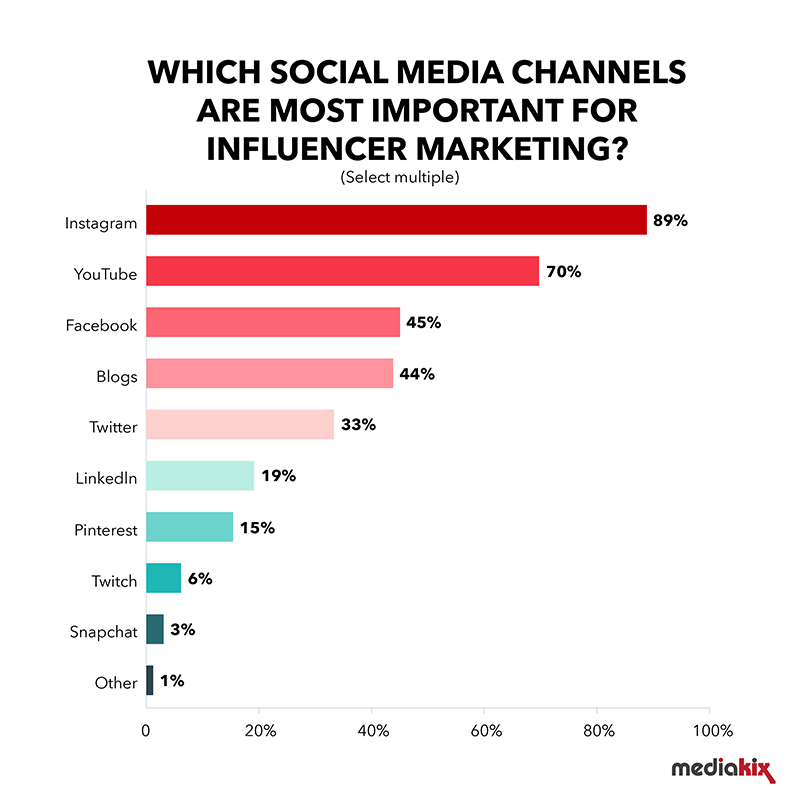 WHICH SOCIAL MEDIA CHANNELS
ARE MOST IMPORTANT FOR
INFLUENCER MARKETING?
(Select multiple)
Instagram 89%
YouTube 70%
Facebook 45%
Blogs 44%
Twitter 33%
LinkedIn 19%
Pinterest 15%
Twitch 6%
Snapchat 3%
Other 1%
0 20% 40% 60% 80% 100%
mediakix